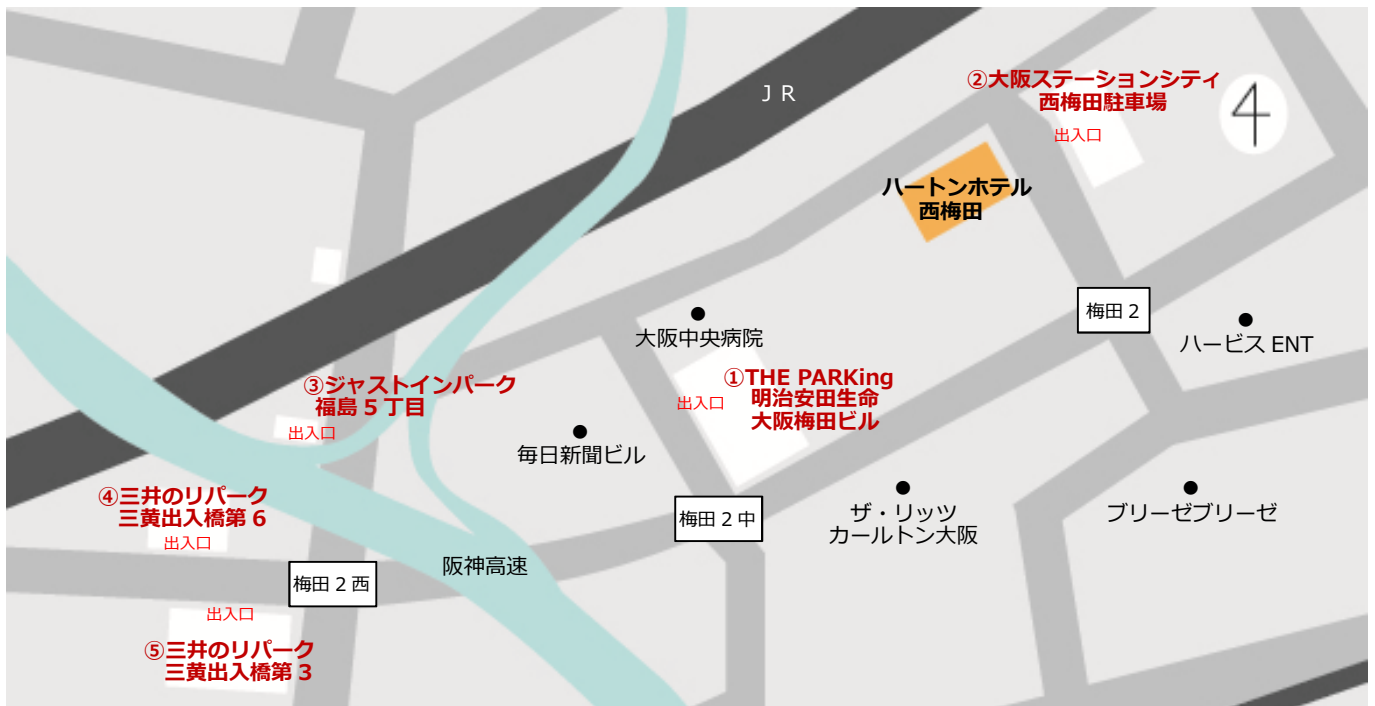 ＪＲ
②大阪ステーションシティ
西梅田駐車場
出入口
4
ハートンホテル
西梅田
梅田 2
ハービス ENT
大阪中央病院
①THE PARKing
明治安田生命
大阪梅田ビル
出入口
③ジャストインパーク
福島 5 丁目
出入口
毎日新聞ビル
④三井のリパーク
三黄出入橋第 6
出入口
梅田 2 中
ザ・リッツ
カールトン大阪
ブリーゼブリーゼ
阪神高速
梅田 2 西
出入口
⑤三井のリパーク
三黄出入橋第 3